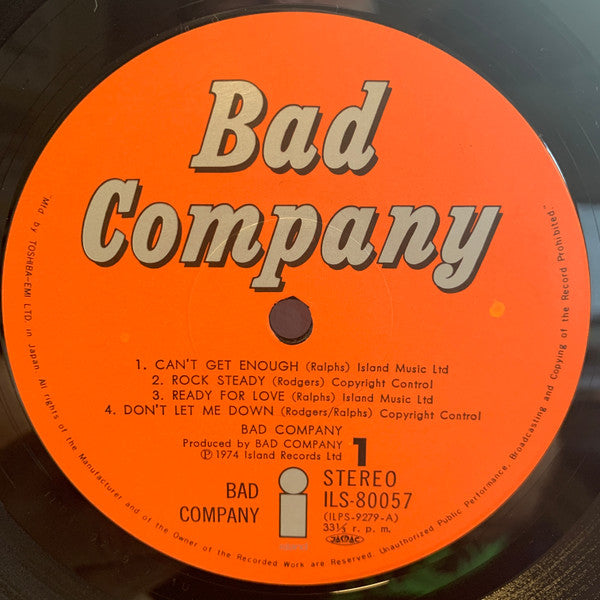 Bad
Company
1. CAN'T GET ENOUGH (Ralphs) Island Music Ltd
2. ROCK STEADY (Rodgers) Copyright Control
3. READY FOR LOVE (Ralphs) Island Music Ltd
4. DON'T LET ME DOWN (Rodgers/Ralphs) Copyright Control
BAD COMPANY
Produced by BAD COMPANY
Ⓟ 1974 Island Records Ltd
1
BAD
COMPANY
i
STEREO
ILS-80057
(ILPS-9279-A)
33⅓ r. p. m.
JASRAC
"Mfd by TOSHIBA-EMI LTD. in Japan. All rights of the Manufacturer and of the Owner of the Recorded Work are Reserved. Unauthorized Public Performance, Broadcasting and Copying of the Record Prohibited."